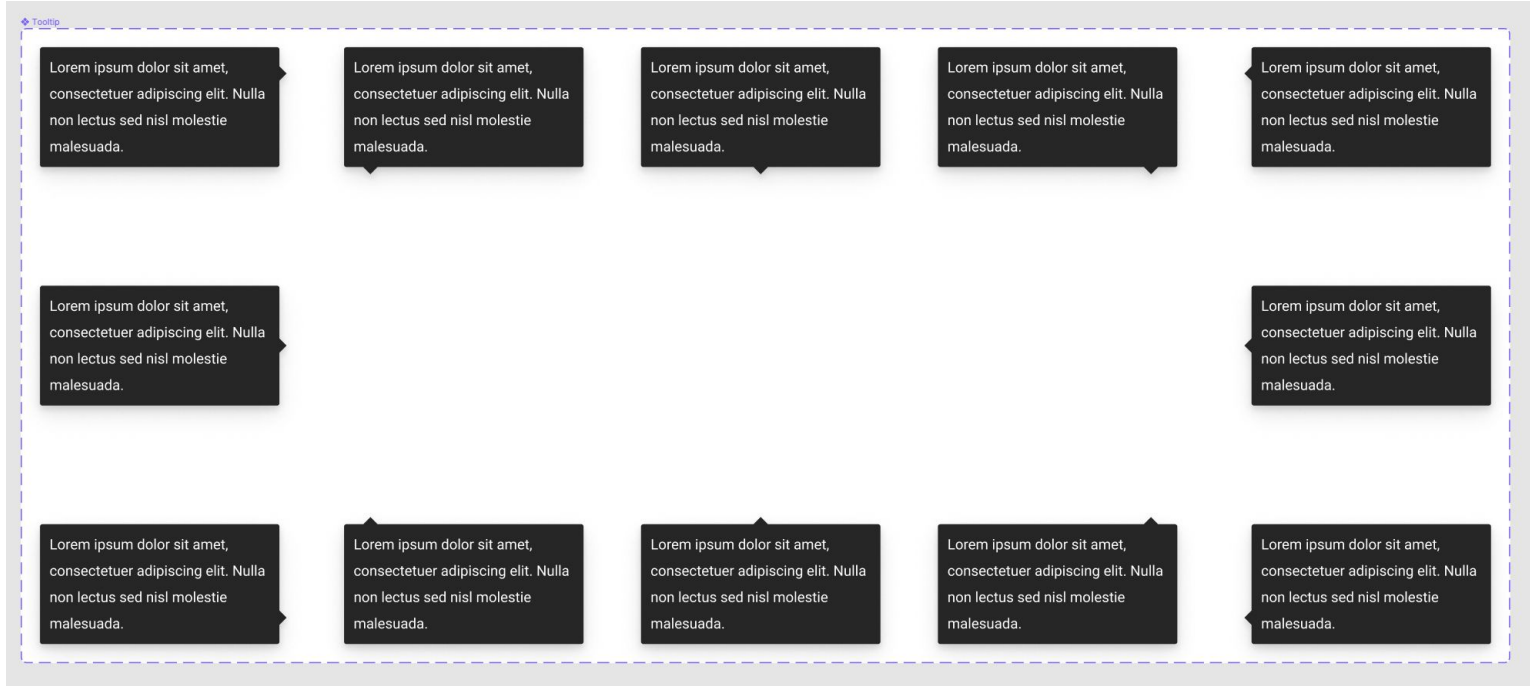 Tooltip
Lorem ipsum dolor sit amet,
consectetuer adipiscing elit. Nulla
non lectus sed nisl molestie
malesuada.
Lorem ipsum dolor sit amet,
consectetuer adipiscing elit. Nulla
non lectus sed nisl molestie
malesuada.
Lorem ipsum dolor sit amet,
consectetuer adipiscing elit. Nulla
non lectus sed nisl molestie
malesuada.
Lorem ipsum dolor sit amet,
consectetuer adipiscing elit. Nulla
non lectus sed nisl molestie
malesuada.
Lorem ipsum dolor sit amet,
consectetuer adipiscing elit. Nulla
non lectus sed nisl molestie
malesuada.
Lorem ipsum dolor sit amet,
consectetuer adipiscing elit. Nulla
non lectus sed nisl molestie
malesuada.
Lorem ipsum dolor sit amet,
consectetuer adipiscing elit. Nulla
non lectus sed nisl molestie
malesuada.
Lorem ipsum dolor sit amet,
consectetuer adipiscing elit. Nulla
non lectus sed nisl molestie
malesuada.
Lorem ipsum dolor sit amet,
consectetuer adipiscing elit. Nulla
non lectus sed nisl molestie
malesuada.
Lorem ipsum dolor sit amet,
consectetuer adipiscing elit. Nulla
non lectus sed nisl molestie
malesuada.
Lorem ipsum dolor sit amet,
consectetuer adipiscing elit. Nulla
non lectus sed nisl molestie
malesuada.
Lorem ipsum dolor sit amet,
consectetuer adipiscing elit. Nulla
non lectus sed nisl molestie
malesuada.